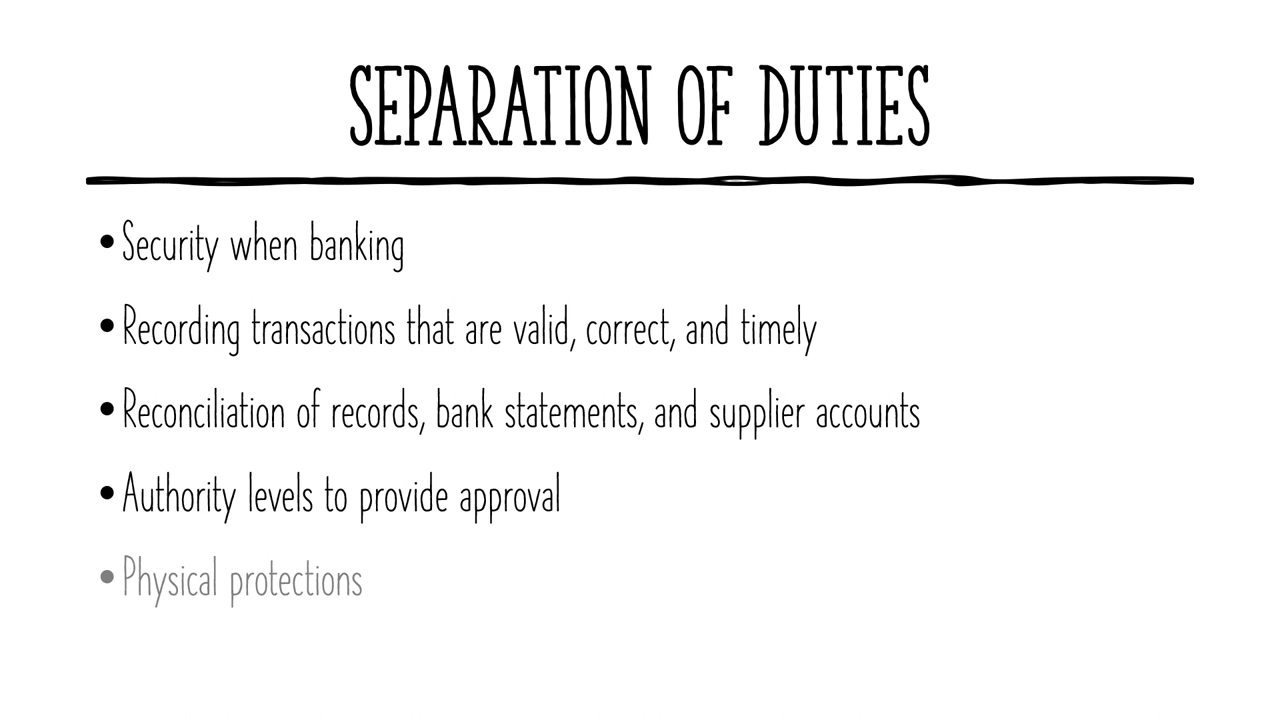 SEPARATION OF DUTIES
• Security when banking
• Recording transactions that are valid, correct, and timely
• Reconciliation of records, bank statements, and supplier accounts
• Authority levels to provide approval
• Physical protections